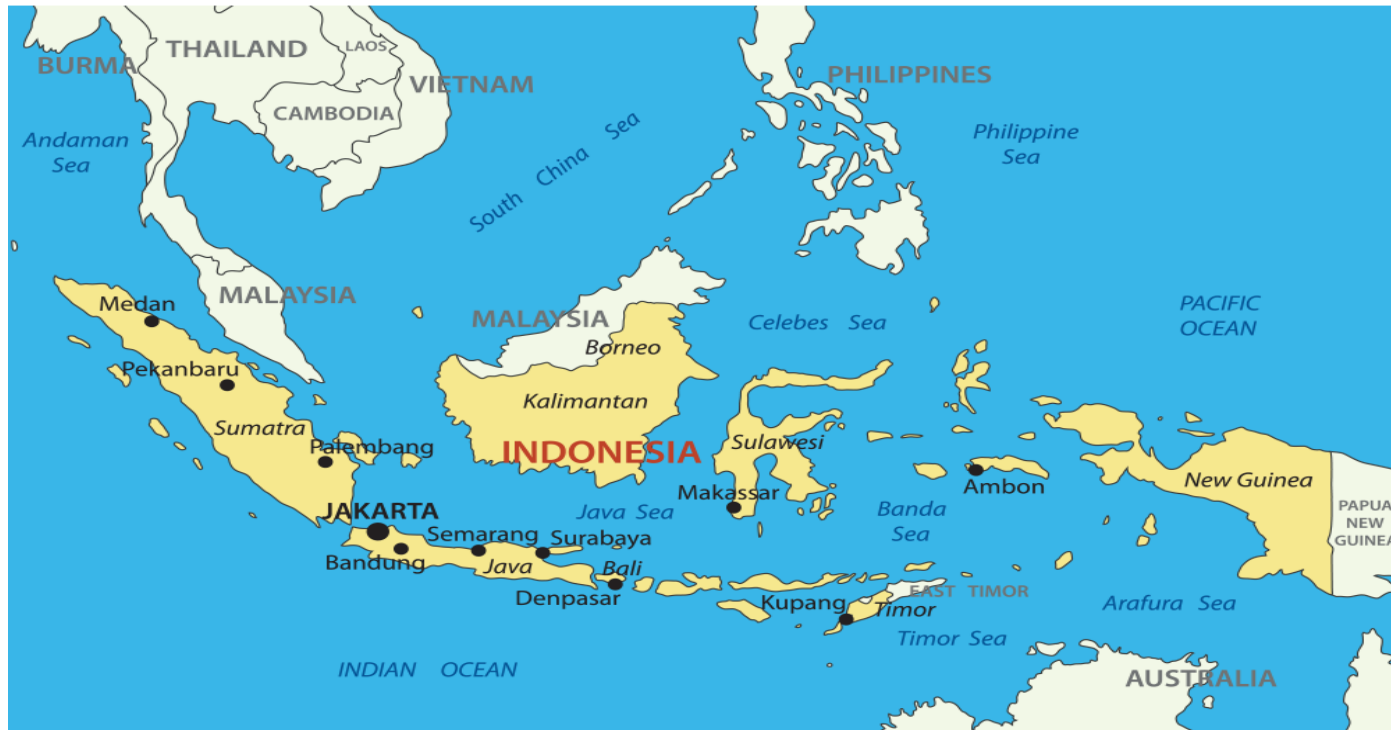 THAILAND
LAOS
BURMA
VIETNAM
PHILIPPINES
CAMBODIA
Andaman
Sea
South China Sea
Philippine
Sea
MALAYSIA
Medan
MALAYSIA
Celebes Sea
PACIFIC
OCEAN
Borneo
Pekanbaru
Kalimantan
Sumatra
Palembang
INDONESIA
Sulawesi
New Guinea
Ambon
Makassar
JAKARTA
Java Sea
Banda
Sea
PAPUA
NEW
GUINEA
Semarang
Surabaya
Bandung
Java
Bali
Denpasar
Kupang
Timor
EAST TIMOR
Arafura Sea
Timor Sea
INDIAN OCEAN
AUSTRALIA